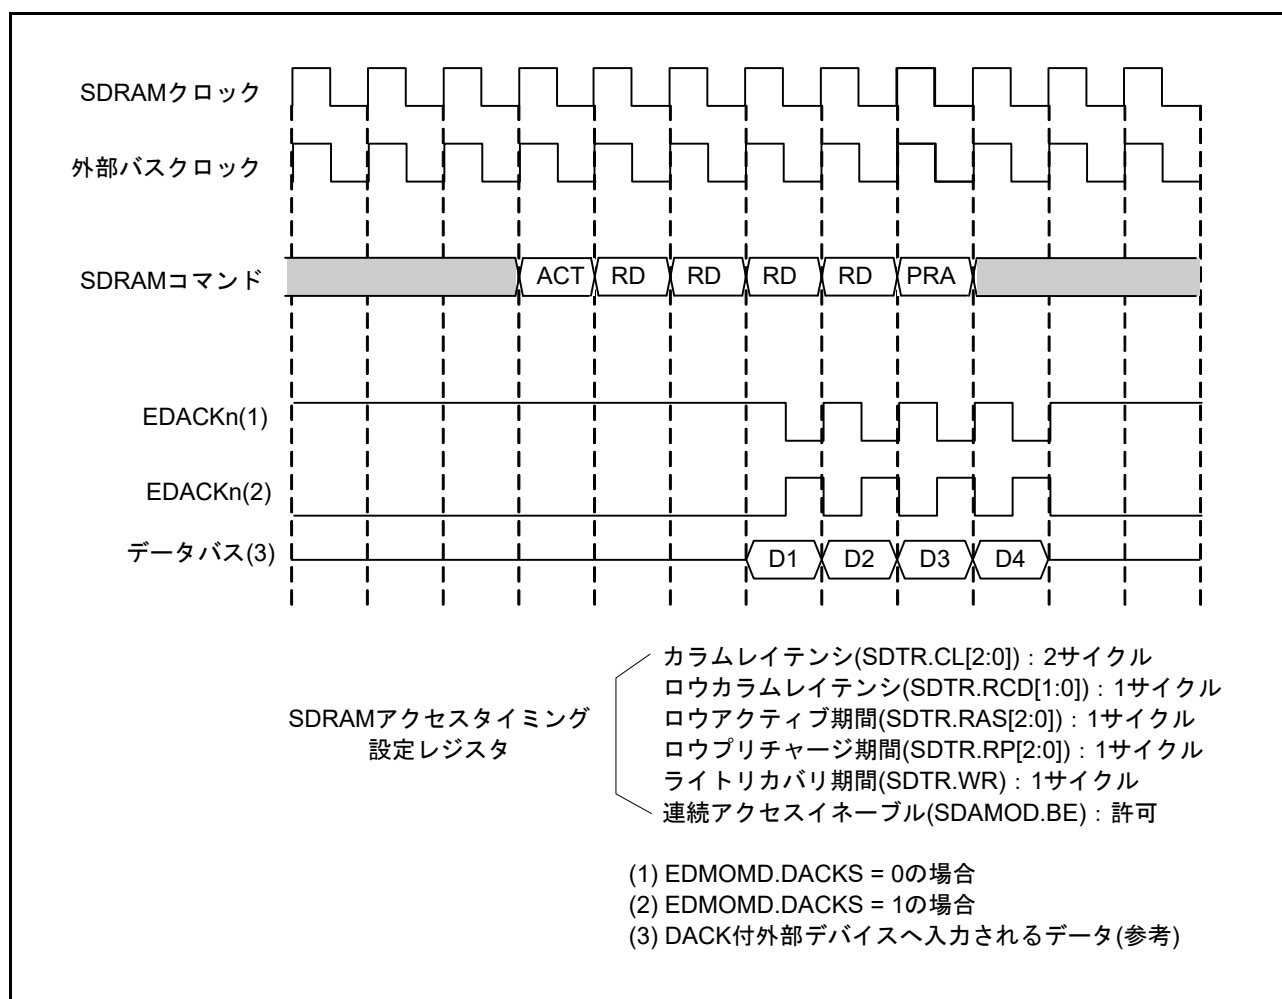 SDRAMクロック
外部バスクロック
SDRAMコマンド
ACT RD RD RD RD PRA
EDACKn(1)
EDACKn(2)
データバス(3)
D1 D2 D3 D4
SDRAMアクセスタイミング
設定レジスタ
カラムレイテンシ(SDTR.CL[2:0]) : 2サイクル
ロウカラムレイテンシ(SDTR.RCD[1:0]) : 1サイクル
ロウアクティブ期間(SDTR.RAS[2:0]) : 1サイクル
ロウプリチャージ期間(SDTR.RP[2:0]) : 1サイクル
ライトリカバリ期間(SDTR.WR) : 1サイクル
連続アクセスイネーブル(SDAMOD.BE) : 許可
(1) EDMOMD.DACKS = 0の場合
(2) EDMOMD.DACKS = 1の場合
(3) DACK付外部デバイスへ入力されるデータ(参考)